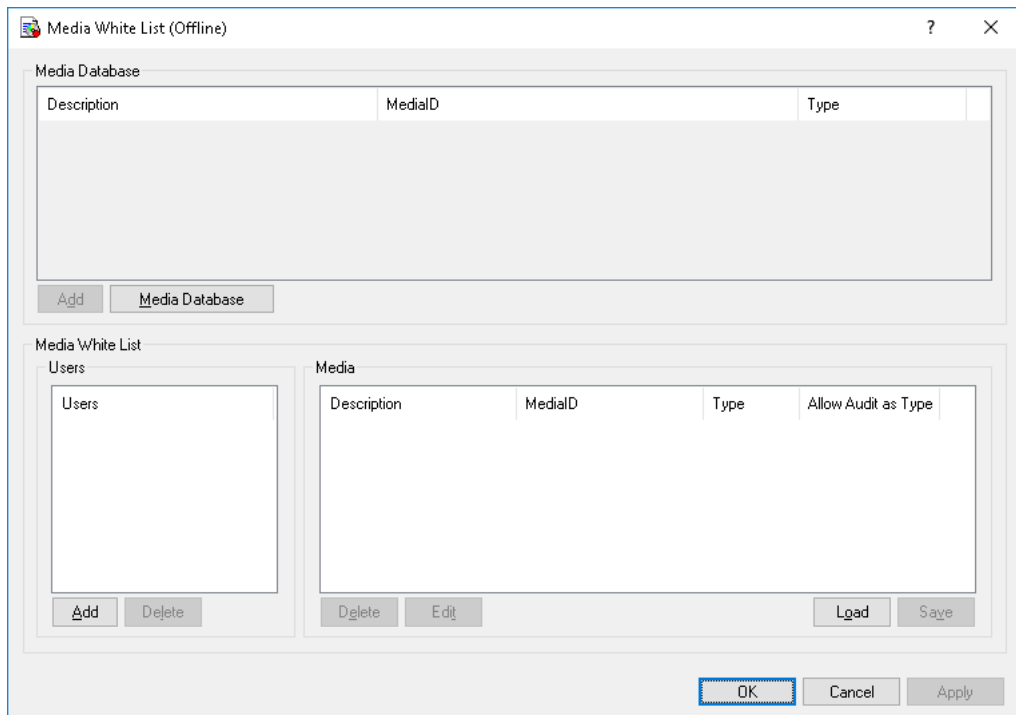 Media White List (Offline) ?
Media Database
Description MediaID Type
Add Media Database
Media White List
Users Media
Users Description MediaID Type Allow Audit as Type
Add Delete Delete Edit Load Save
OK Cancel Apply